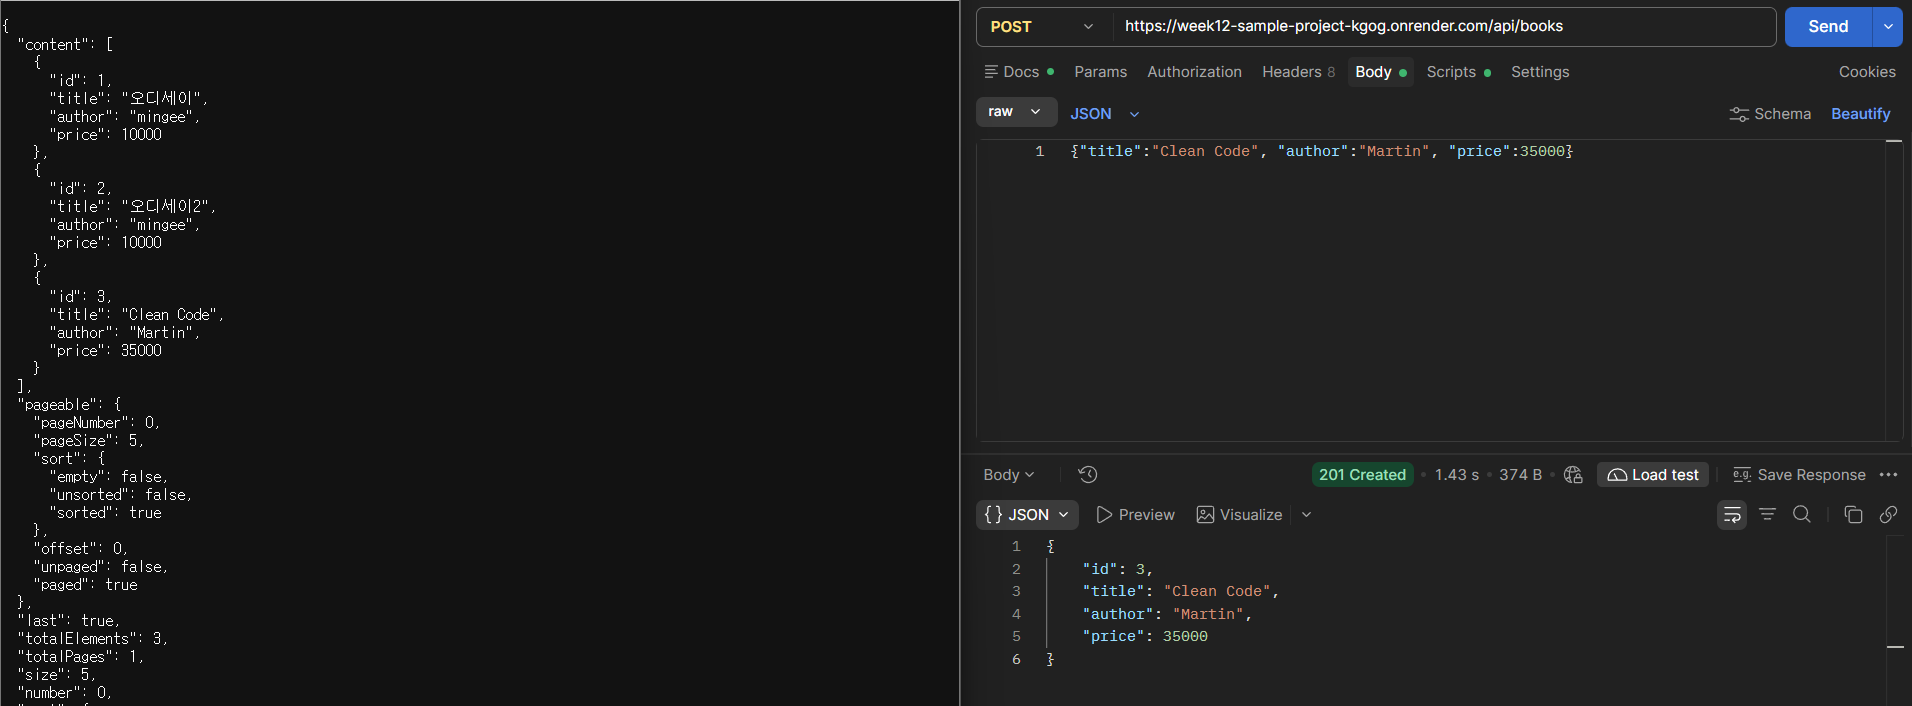 {
  "content": [
    {
      "id": 1,
      "title": "오디세이",
      "author": "mingee",
      "price": 10000
    },
    {
      "id": 2,
      "title": "오디세이2",
      "author": "mingee",
      "price": 10000
    },
    {
      "id": 3,
      "title": "Clean Code",
      "author": "Martin",
      "price": 35000
    }
  ],
  "pageable": {
    "pageNumber": 0,
    "pageSize": 5,
    "sort": {
      "empty": false,
      "unsorted": false,
      "sorted": true
    },
    "offset": 0,
    "unpaged": false,
    "paged": true
  },
  "last": true,
  "totalElements": 3,
  "totalPages": 1,
  "size": 5,
  "number": 0,
POST https://week12-sample-project-kgog.onrender.com/api/books Send
Docs Params Authorization Headers 8 Body Scripts Settings Cookies
raw JSON Schema Beautify
1 {"title":"Clean Code", "author":"Martin", "price":35000}
Body 201 Created 1.43 s 374 B Load test e.g. Save Response
{} JSON Preview Visualize
1 {
2 "id": 3,
3 "title": "Clean Code",
4 "author": "Martin",
5 "price": 35000
6 }